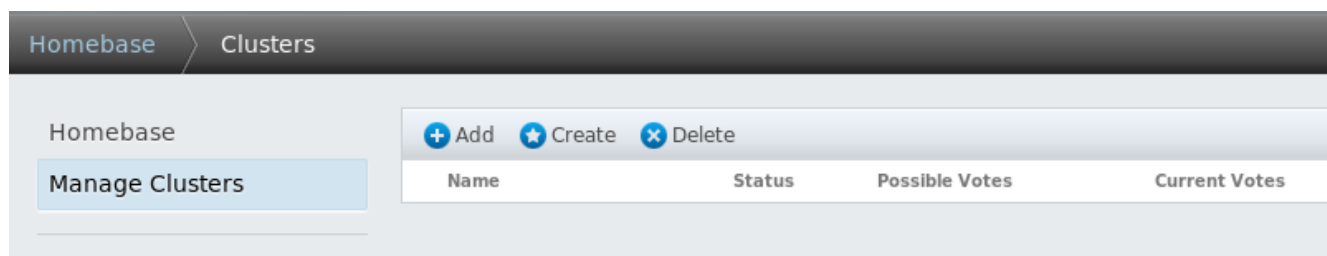 Homebase Clusters
Homebase
Manage Clusters
Add Create Delete
Name Status Possible Votes Current Votes